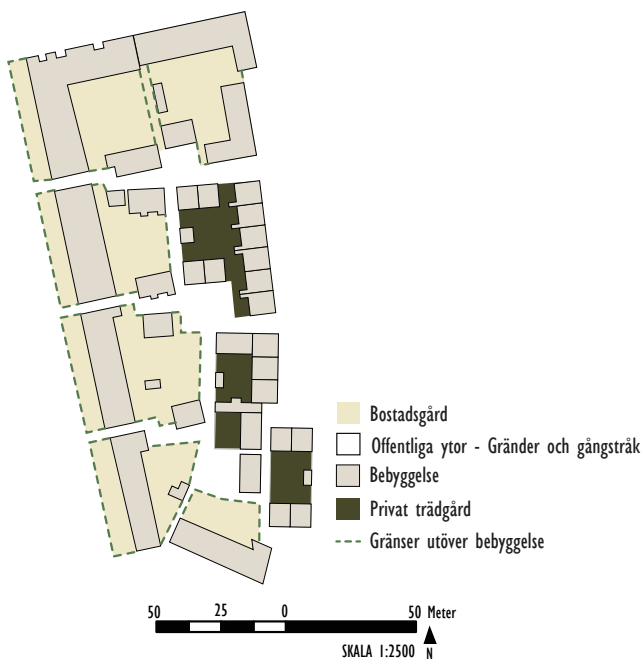 Bostadsgård
Offentliga ytor - Gränder och gångstråk
Bebyggelse
Privat trädgård
Gränser utöver bebyggelse
50 25 0 50 Meter
SKALA 1:2500 N